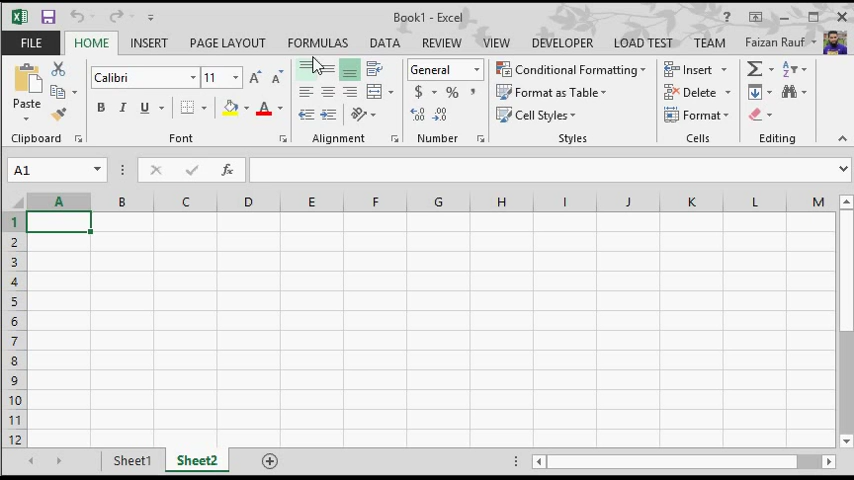 Book1 - Excel
FILE HOME INSERT PAGE LAYOUT FORMULAS DATA REVIEW VIEW DEVELOPER LOAD TEST TEAM Faizan Rauf
Paste
Calibri 11
B I U A
General
$ % ,
Conditional Formatting
Format as Table
Cell Styles
Insert
Delete
Format
Clipboard Font Alignment Number Styles Cells Editing
A1 fx
A B C D E F G H I J K L M
1
2
3
4
5
6
7
8
9
10
11
12
Sheet1 Sheet2